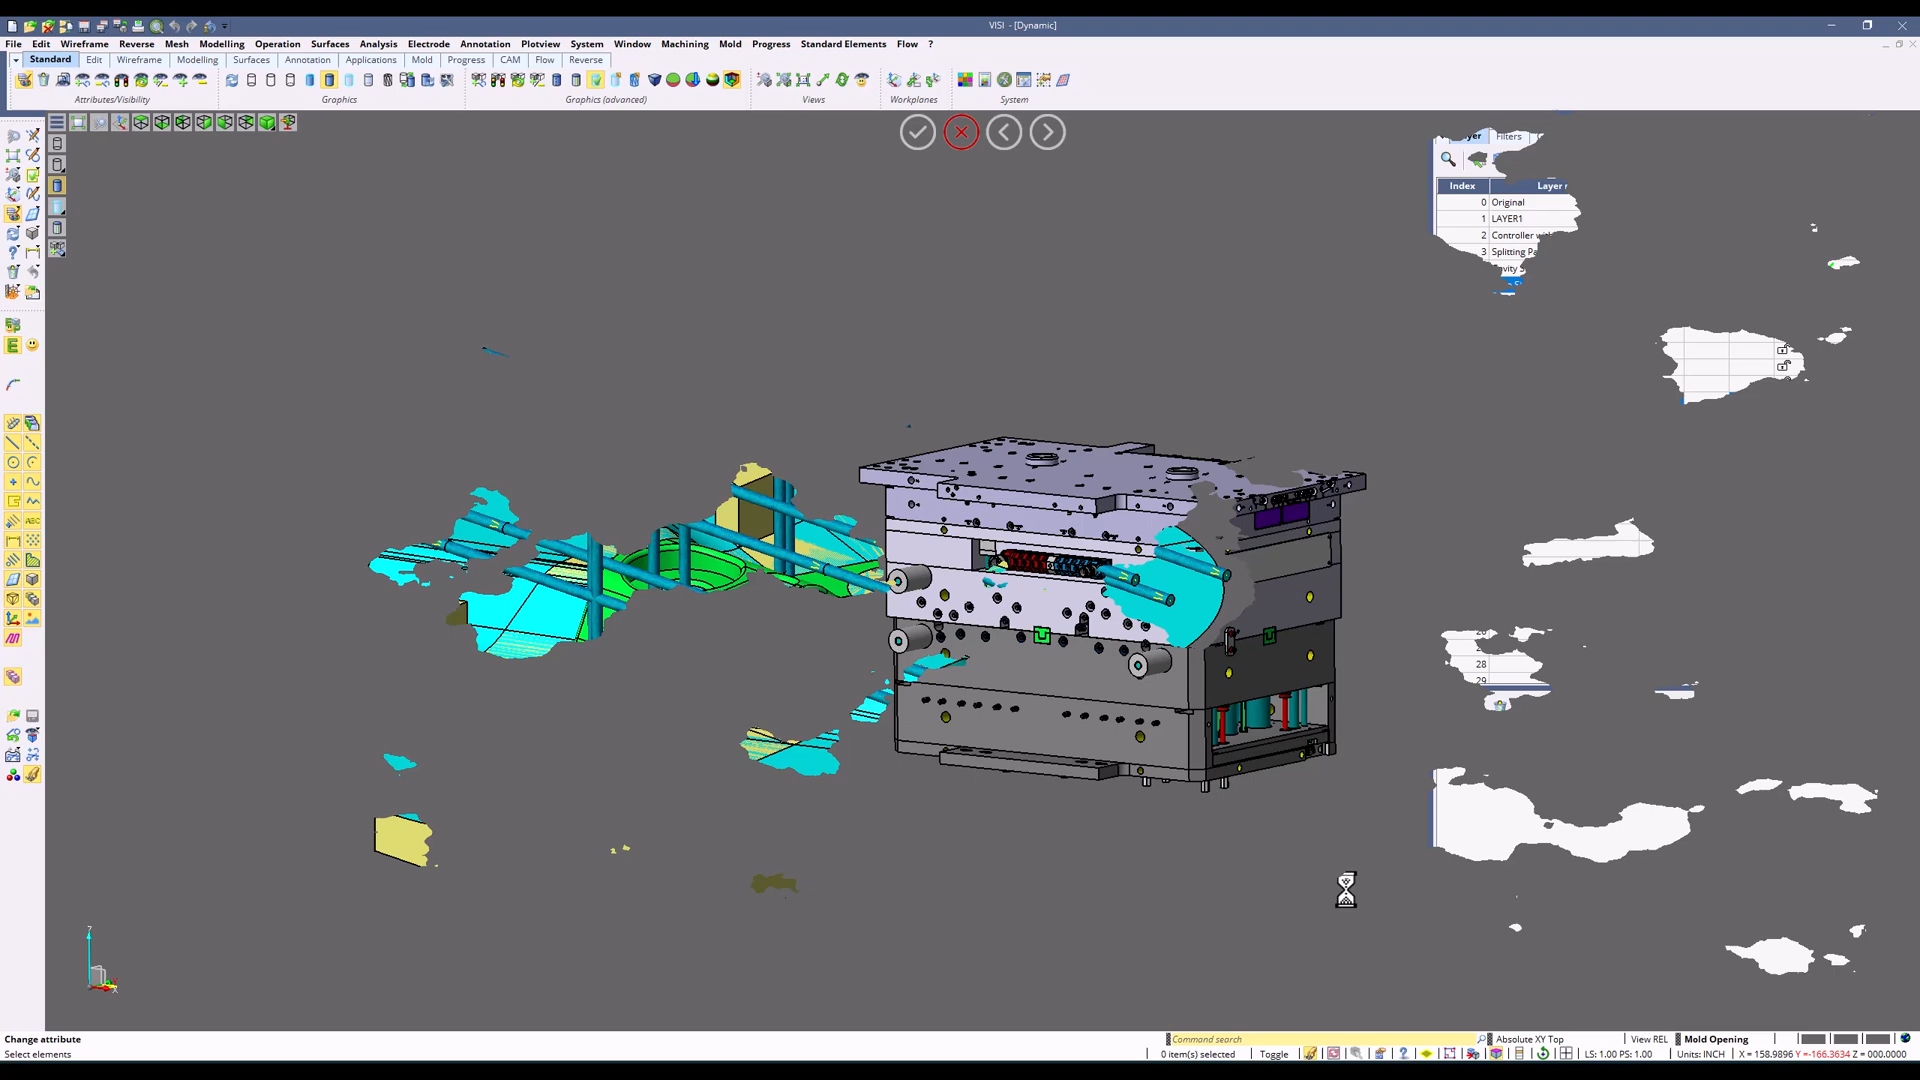 VISI - [Dynamic]
File Edit Wireframe Reverse Mesh Modelling Operation Surfaces Analysis Electrode Annotation Plotview System Window Machining Mold Progress Standard Elements Flow ?
Standard Edit Wireframe Modelling Surfaces Annotation Applications Mold Progress CAM Flow Reverse
Attributes/Visibility Graphics Graphics (advanced) Views Workplanes System
Filters
Index Layer
0 Original
1 LAYER1
2 Controller
3 Splitting
E
ABC
28
29
Z
Change attribute
Command search Absolute XY Top View REL Mold Opening
Select elements
0 item(s) selected Toggle LS: 1.00 PS: 1.00 Units: INCH X = 158.9896 Y =-166.3634 Z = 000.0000